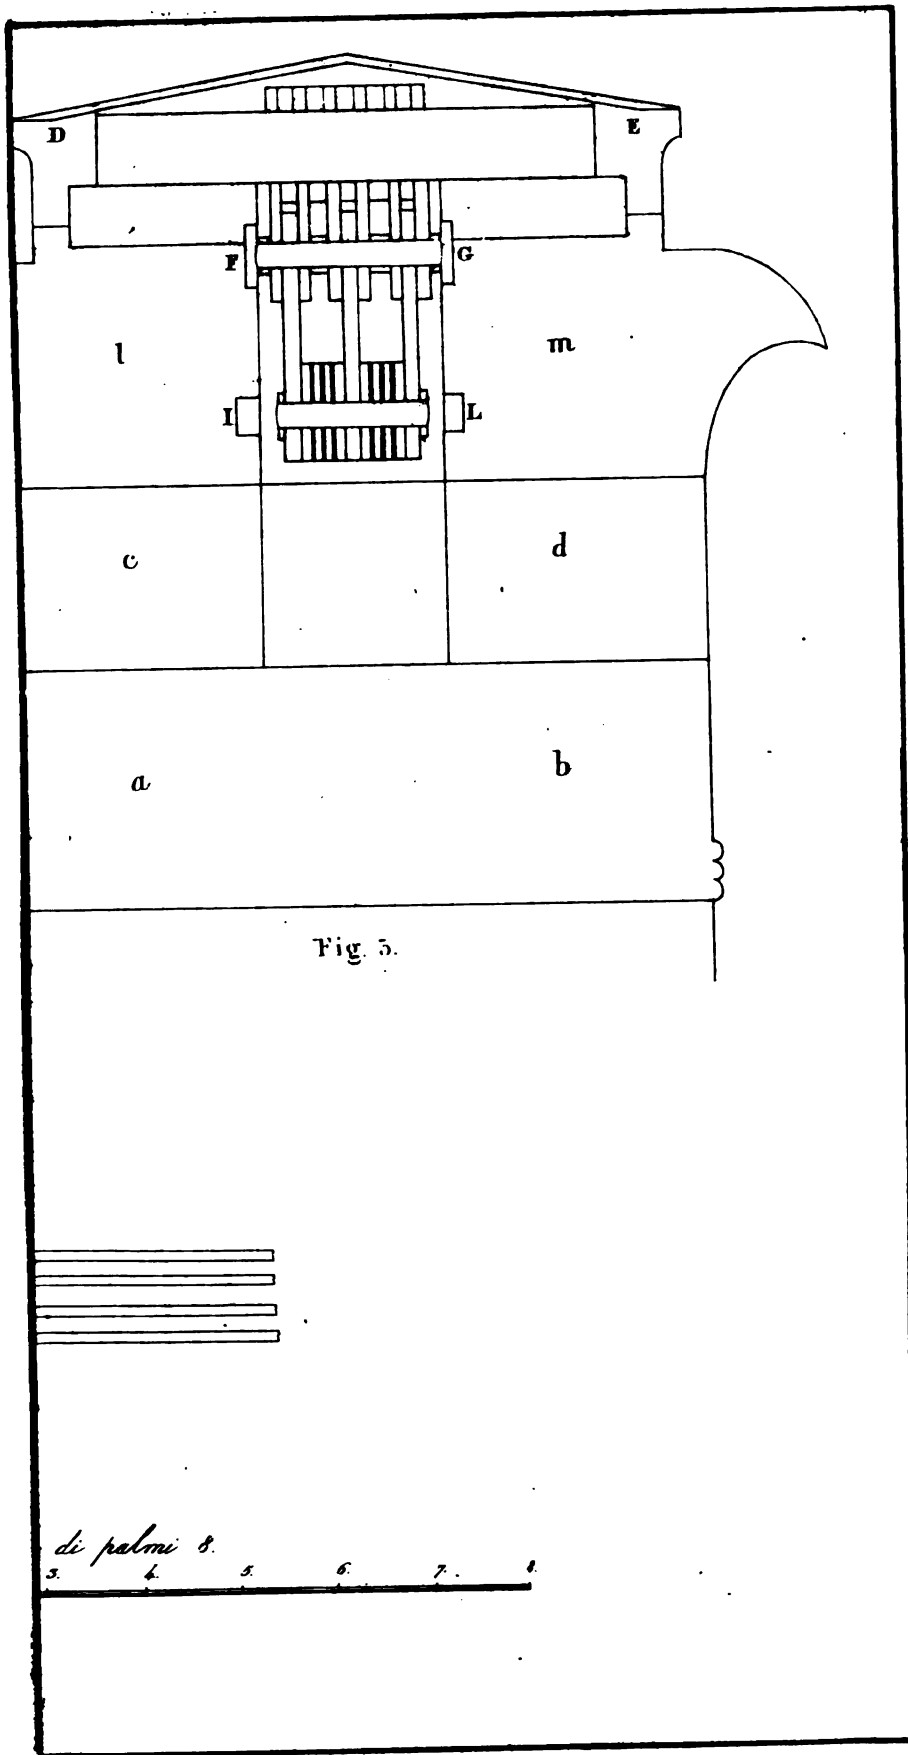 D E
F G
l m
I L
c d
a b
Fig. 5.
di palmi 8.
3. 4. 5. 6. 7. 8.